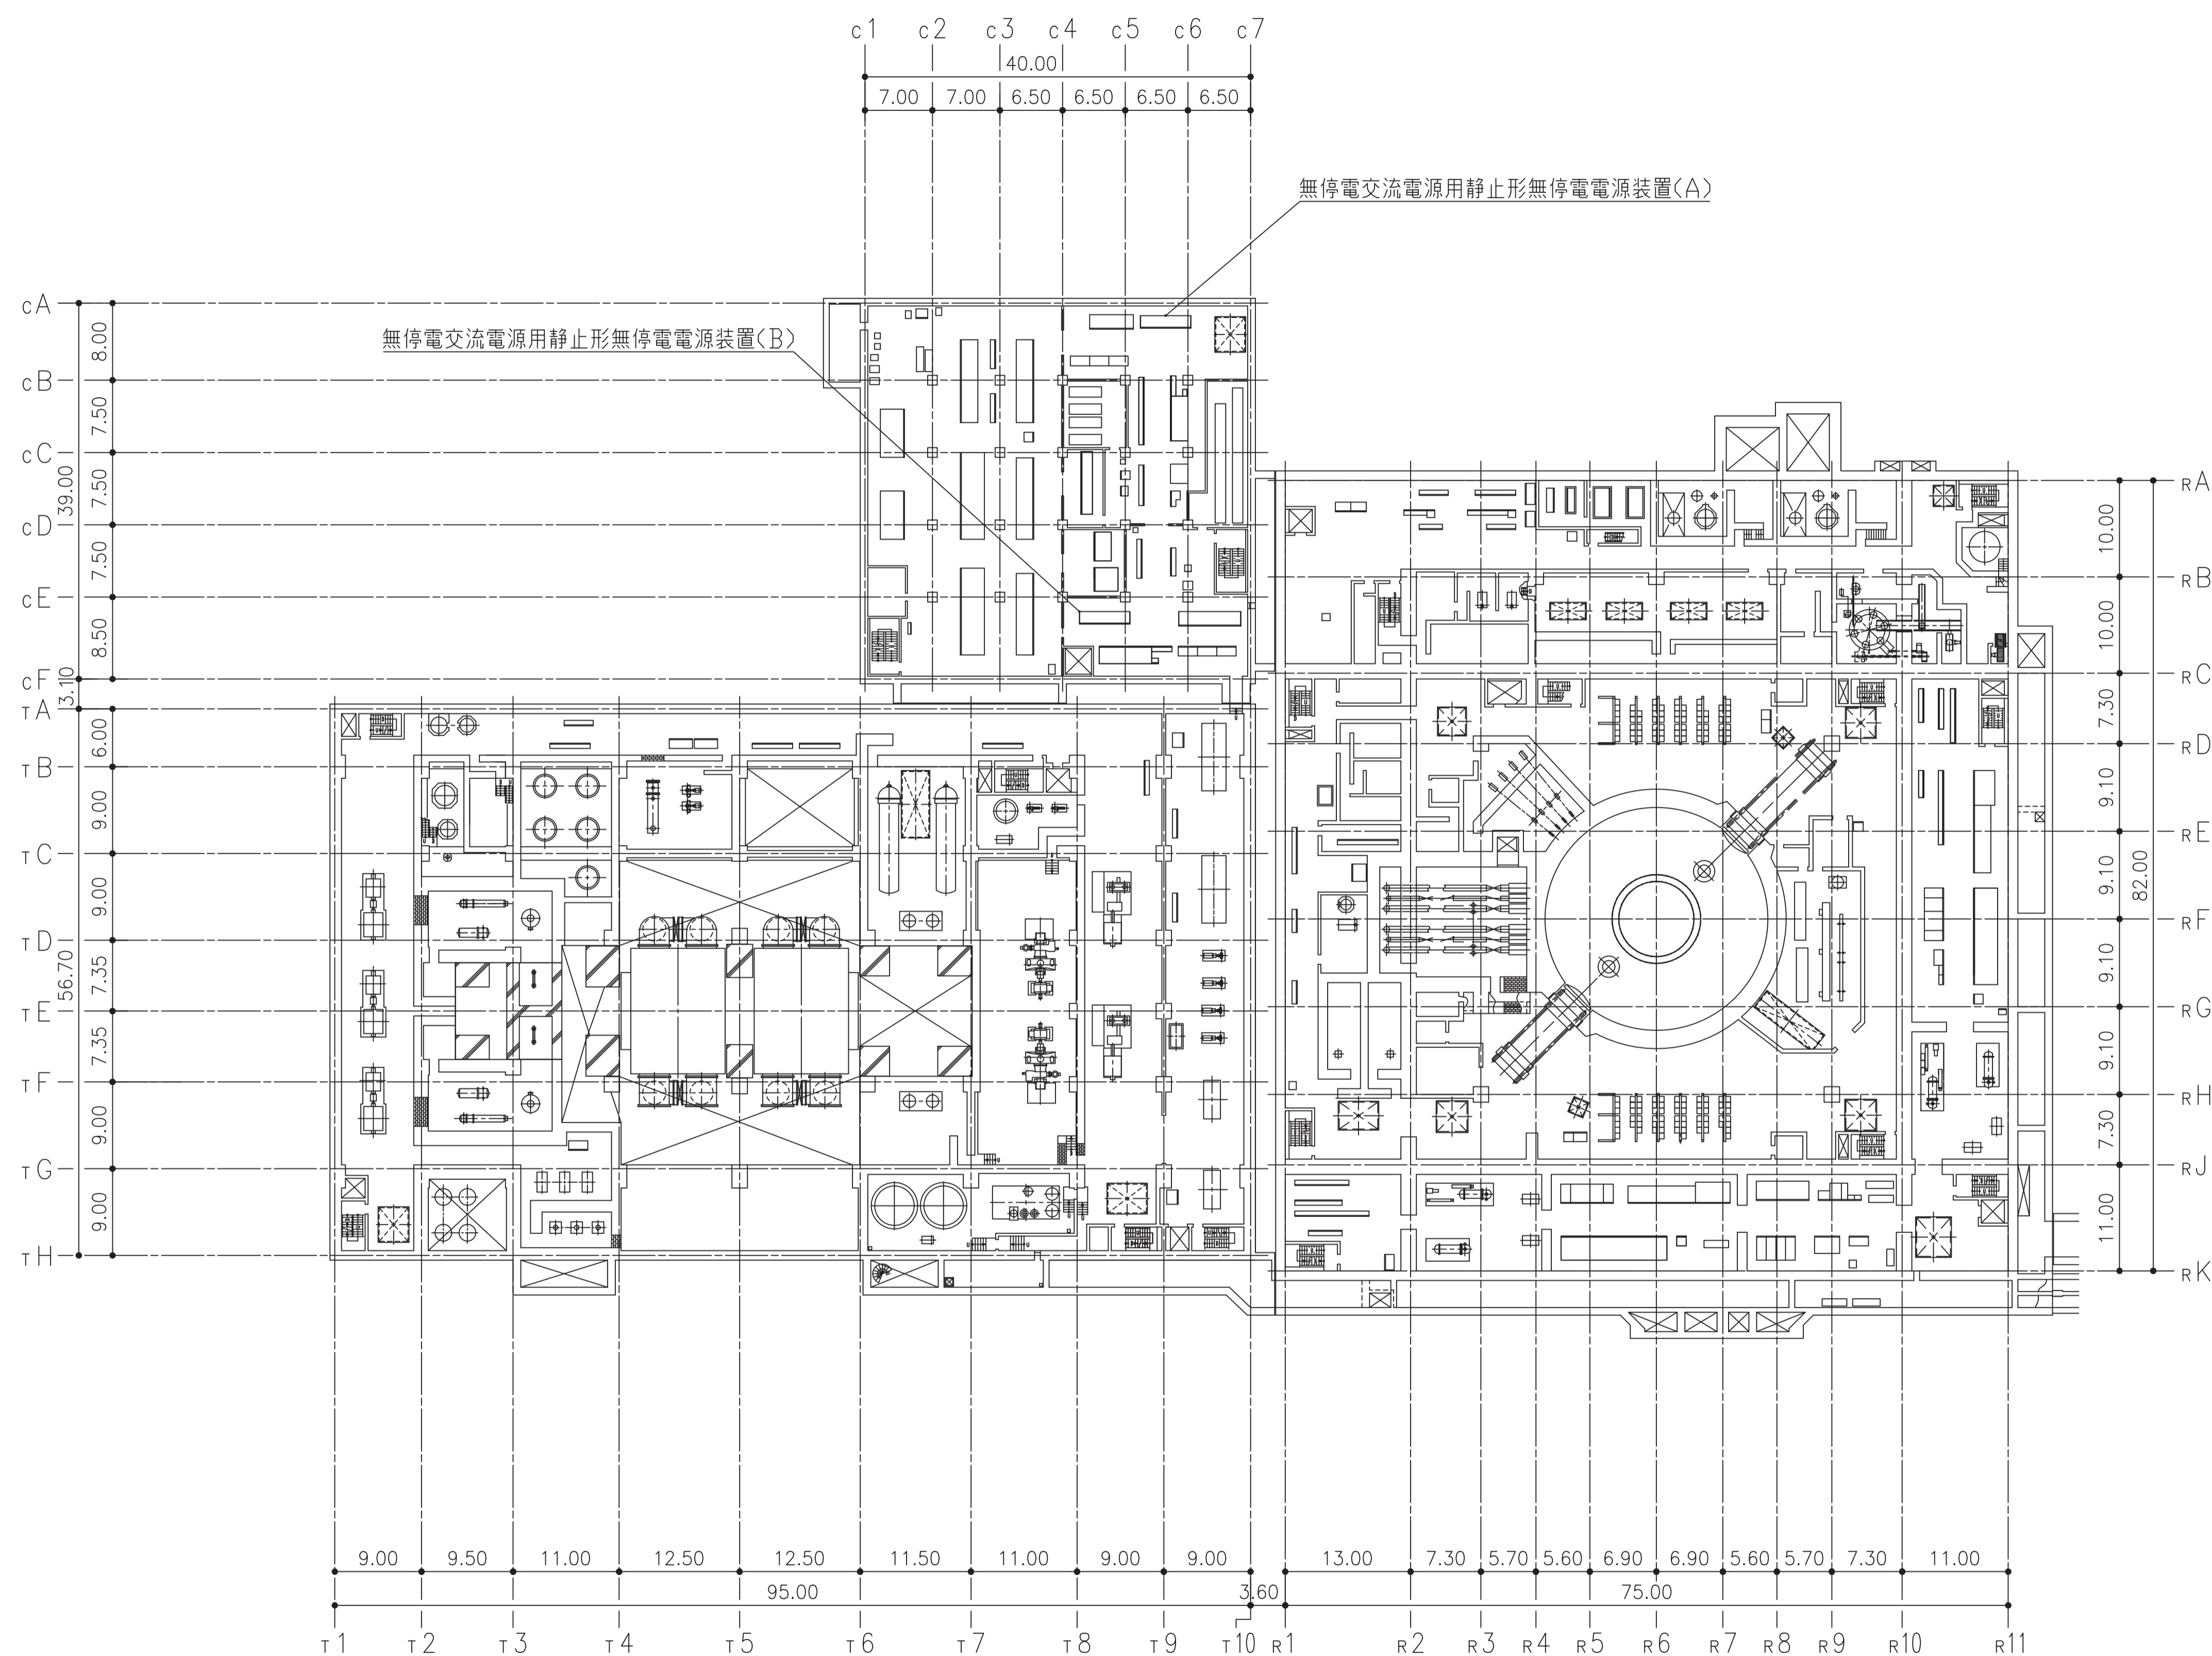 c1 c2 c3 c4 c5 c6 c7
40.00
7.00 7.00 6.50 6.50 6.50 6.50
無停電交流電源用静止形無停電電源装置(A)
無停電交流電源用静止形無停電電源装置(B)
cA
cB
cC
cD
cE
cF
8.00
7.50
7.50
7.50
8.50
39.00
3.10
TA
TB
TC
TD
TE
TF
TG
TH
6.00
9.00
9.00
7.35
7.35
9.00
9.00
56.70
RA
RB
RC
RD
RE
RF
RG
RH
RJ
RK
10.00
10.00
7.30
9.10
9.10
9.10
9.10
7.30
11.00
82.00
9.00 9.50 11.00 12.50 12.50 11.50 11.00 9.00 9.00
13.00 7.30 5.70 5.60 6.90 6.90 5.60 5.70 7.30 11.00
95.00 3.60 75.00
T1 T2 T3 T4 T5 T6 T7 T8 T9 T10
R1 R2 R3 R4 R5 R6 R7 R8 R9 R10 R11